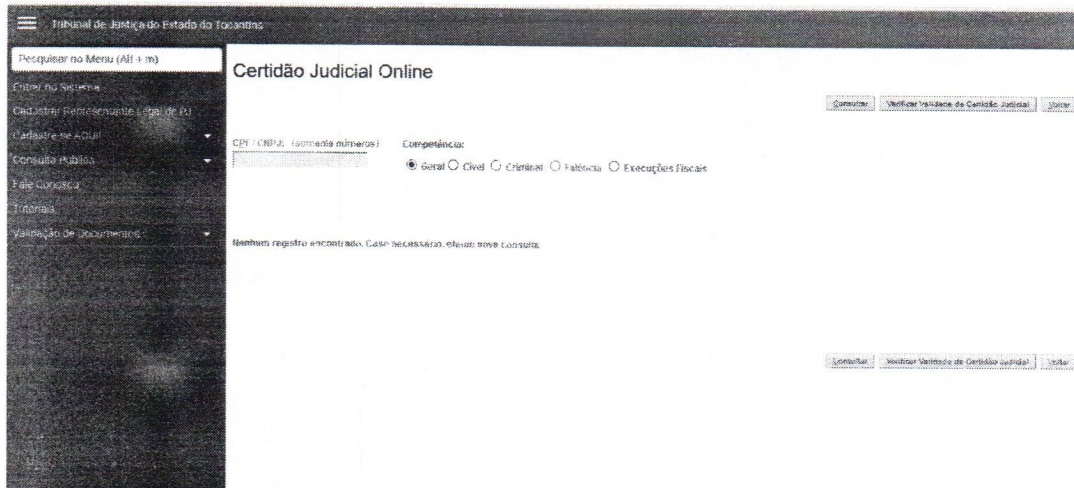 Tribunal de Justiça do Estado do Tocantins
Pesquisar no Menu (Alt + m)
Entrar no Sistema
Cadastrar Representante Legal de PJ
Cadastre-se AQUI!
Consulta Pública
Fale Conosco
Tutoriais
Validação de Documentos
Certidão Judicial Online
Consultar Verificar Validade de Certidão Judicial Voltar
CPF / CNPJ: (somente números) Competência:
Geral Cível Criminal Falência Execuções Fiscais
Nenhum registro encontrado. Caso necessário, efetue nova consulta.
Consultar Verificar Validade de Certidão Judicial Voltar